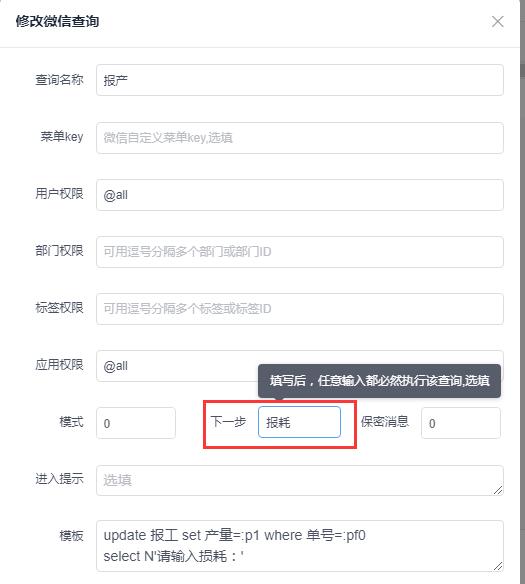 修改微信查询
查询名称 报产
菜单key 微信自定义菜单key,选填
用户权限 @all
部门权限 可用逗号分隔多个部门或部门ID
标签权限 可用逗号分隔多个标签或标签ID
应用权限 @all
填写后，任意输入都必然执行该查询,选填
模式 0 下一步 报耗 保密消息 0
进入提示 选填
模板 update 报工 set 产量=:p1 where 单号=:pf0
select N'请输入损耗：'